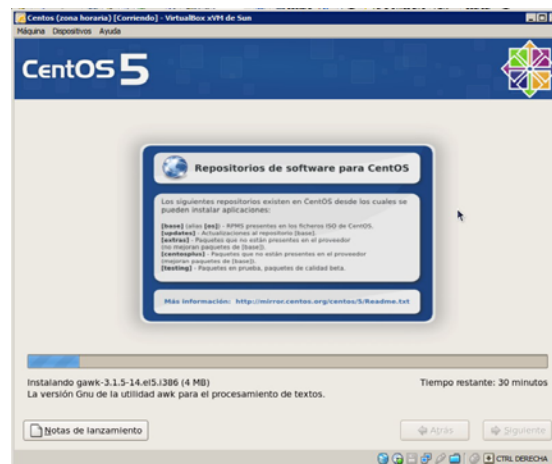 Centos (zona horaria) [Corriendo] - VirtualBox xVM de Sun
Máquina Dispositivos Ayuda
CentOS 5
Repositorios de software para CentOS
Los siguientes repositorios existen en CentOS desde los cuales se
pueden instalar aplicaciones:
[base] (alias [os]) - RPMS presentes en los ficheros ISO de CentOS.
[updates] - Actualizaciones al repositorio [base].
[extras] - Paquetes que no están presentes en el proveedor
(no mejoran paquetes de [base]).
[centosplus] - Paquetes que no están presentes en el proveedor
(mejoran paquetes de [base]).
[testing] - Paquetes en prueba, paquetes de calidad beta.
Más información: http://mirror.centos.org/centos/5/Readme.txt
Instalando gawk-3.1.5-14.el5.i386 (4 MB)
Tiempo restante: 30 minutos
La versión Gnu de la utilidad awk para el procesamiento de textos.
Notas de lanzamiento
Atrás
Siguiente
CTRL DERECHA